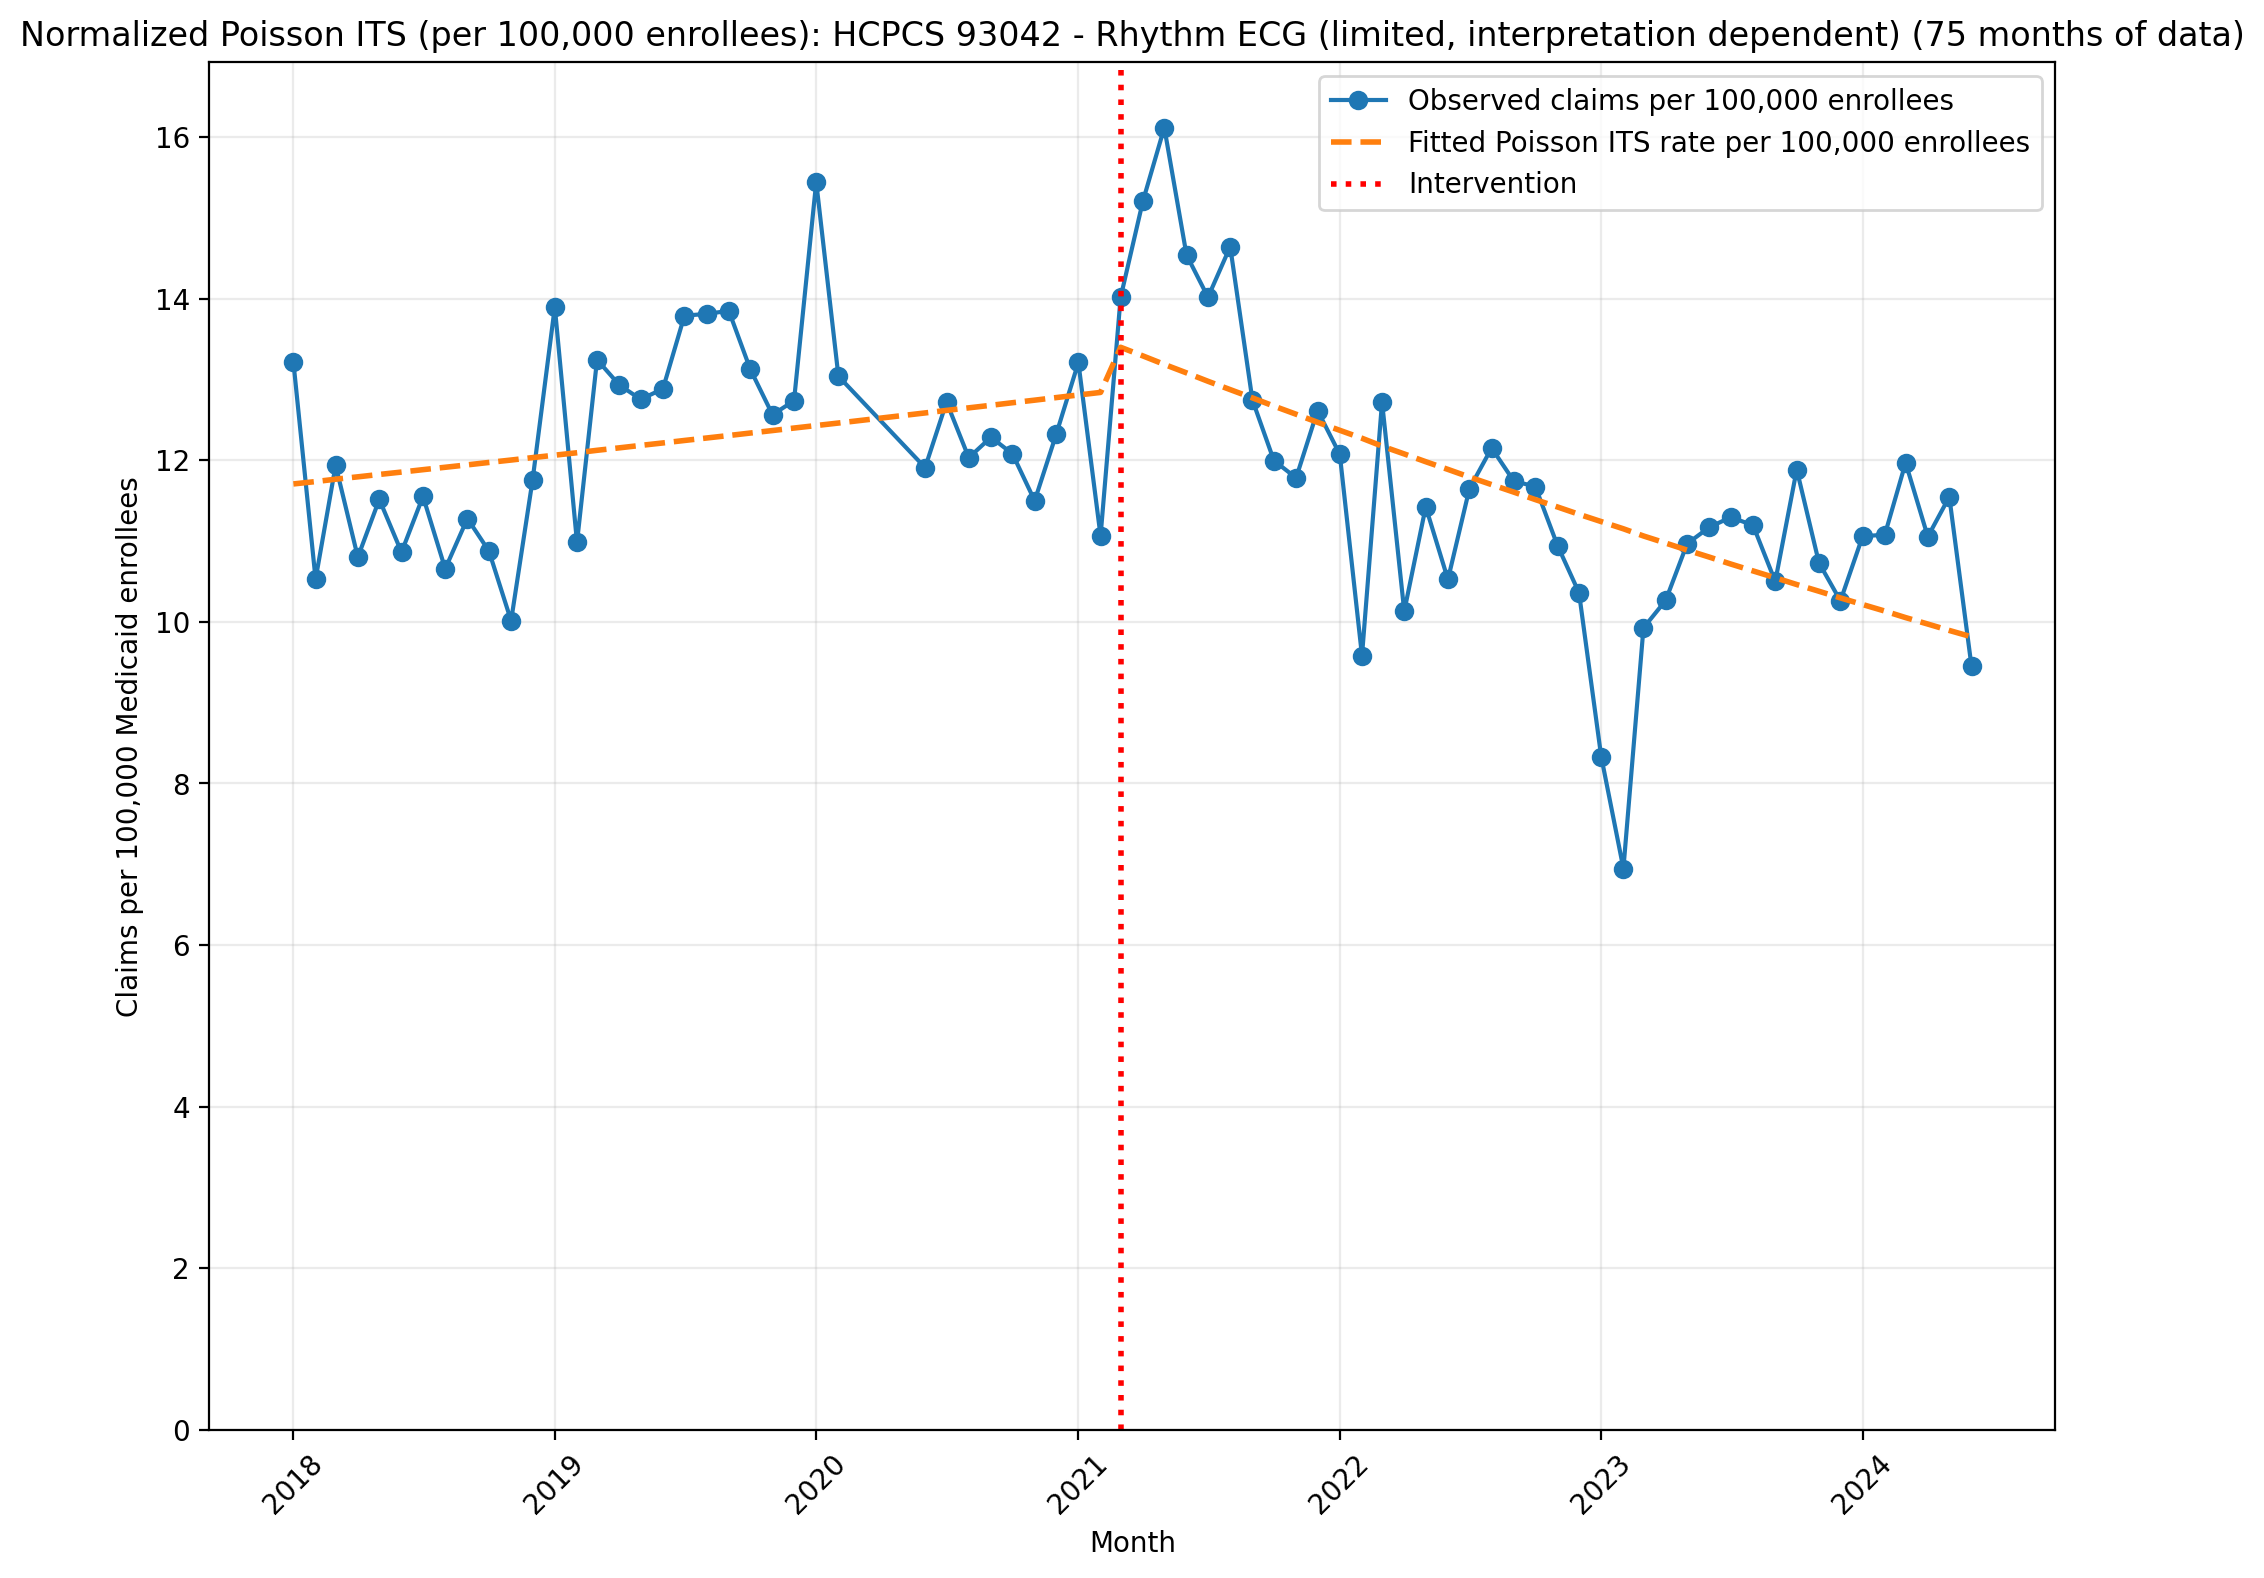 Normalized Poisson ITS (per 100,000 enrollees): HCPCS 93042 - Rhythm ECG (limited, interpretation dependent) (75 months of data)
Observed claims per 100,000 enrollees
Fitted Poisson ITS rate per 100,000 enrollees
Intervention
Claims per 100,000 Medicaid enrollees
16
14
12
10
8
6
4
2
0
2018
2019
2020
2021
2022
2023
2024
Month